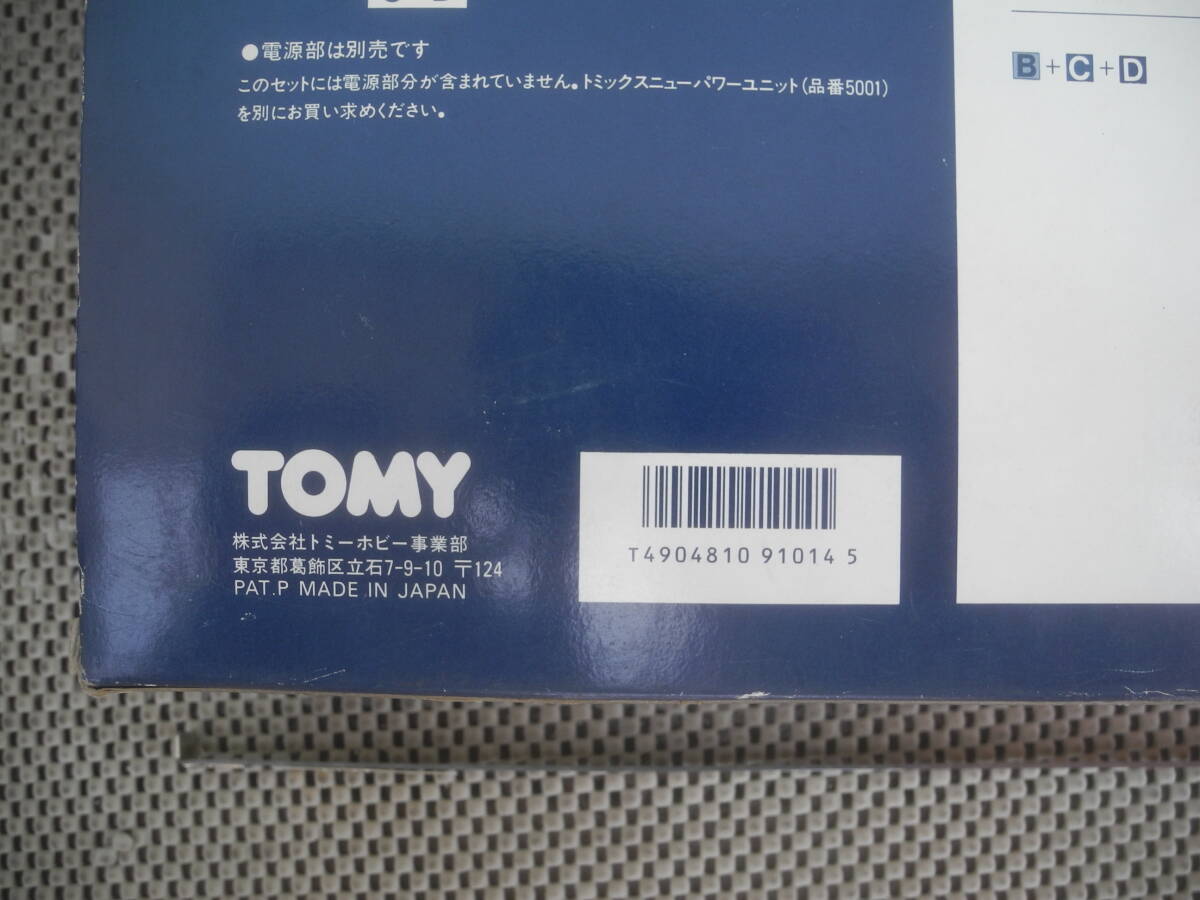 ●電源部は別売です
このセットには電源部分が含まれていません。トミックスニューパワーユニット(品番5001)
を別にお買い求めください。
B+C+D
TOMY
株式会社トミーホビー事業部
東京都葛飾区立石7-9-10 〒124
PAT.P MADE IN JAPAN
T4904810 91014 5